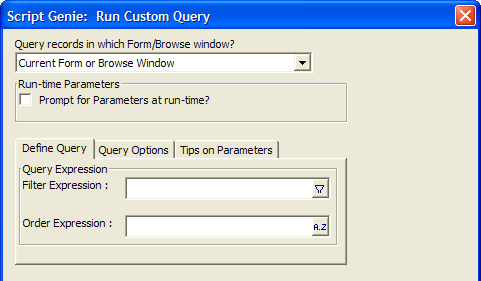 Script Genie:  Run Custom Query
Query records in which Form/Browse window?
Current Form or Browse Window
Run-time Parameters
Prompt for Parameters at run-time?
Define Query Query Options Tips on Parameters
Query Expression
Filter Expression :
Order Expression :
A.Z